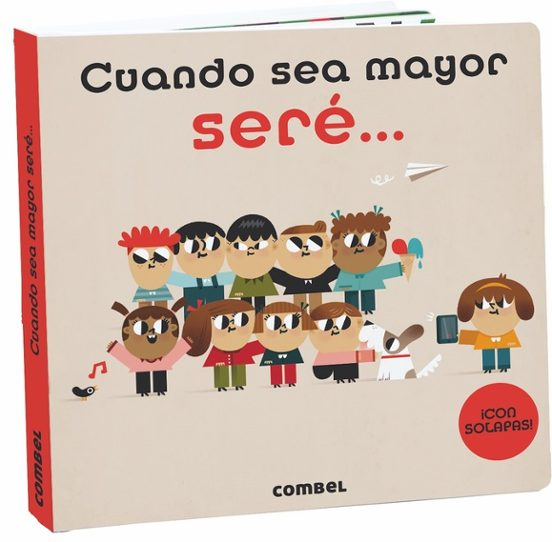 Cuando sea mayor
seré...
Cuando sea mayor seré...
¡CON
SOLAPAS!
COMBEL
COMBEL